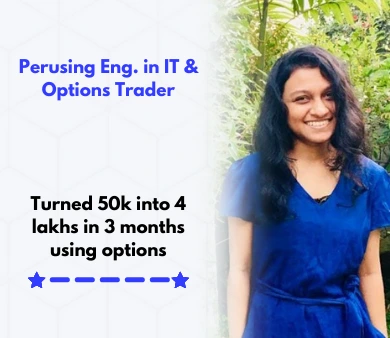 Perusing Eng. in IT &
Options Trader
Turned 50k into 4
lakhs in 3 months
using options